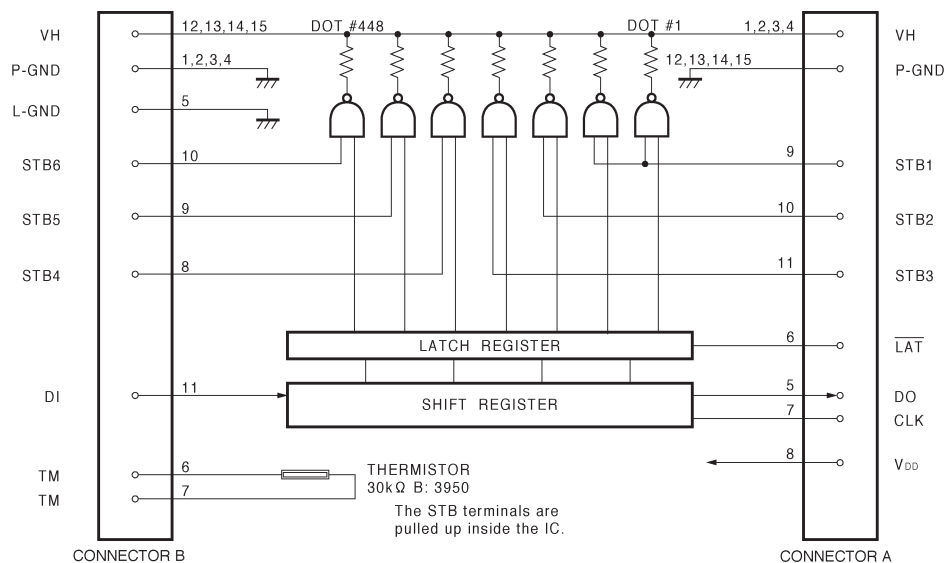 VH 12,13,14,15 DOT #448 DOT #1 1,2,3,4 VH
P-GND 1,2,3,4 12,13,14,15 P-GND
L-GND 5
STB6 10 9 STB1
STB5 9 10 STB2
STB4 8 11 STB3
LATCH REGISTER 6 LAT
DI 11 SHIFT REGISTER 5 DO
7 CLK
8 VDD
TM 6 THERMISTOR
TM 7 30kΩ B: 3950
The STB terminals are
pulled up inside the IC.
CONNECTOR B CONNECTOR A